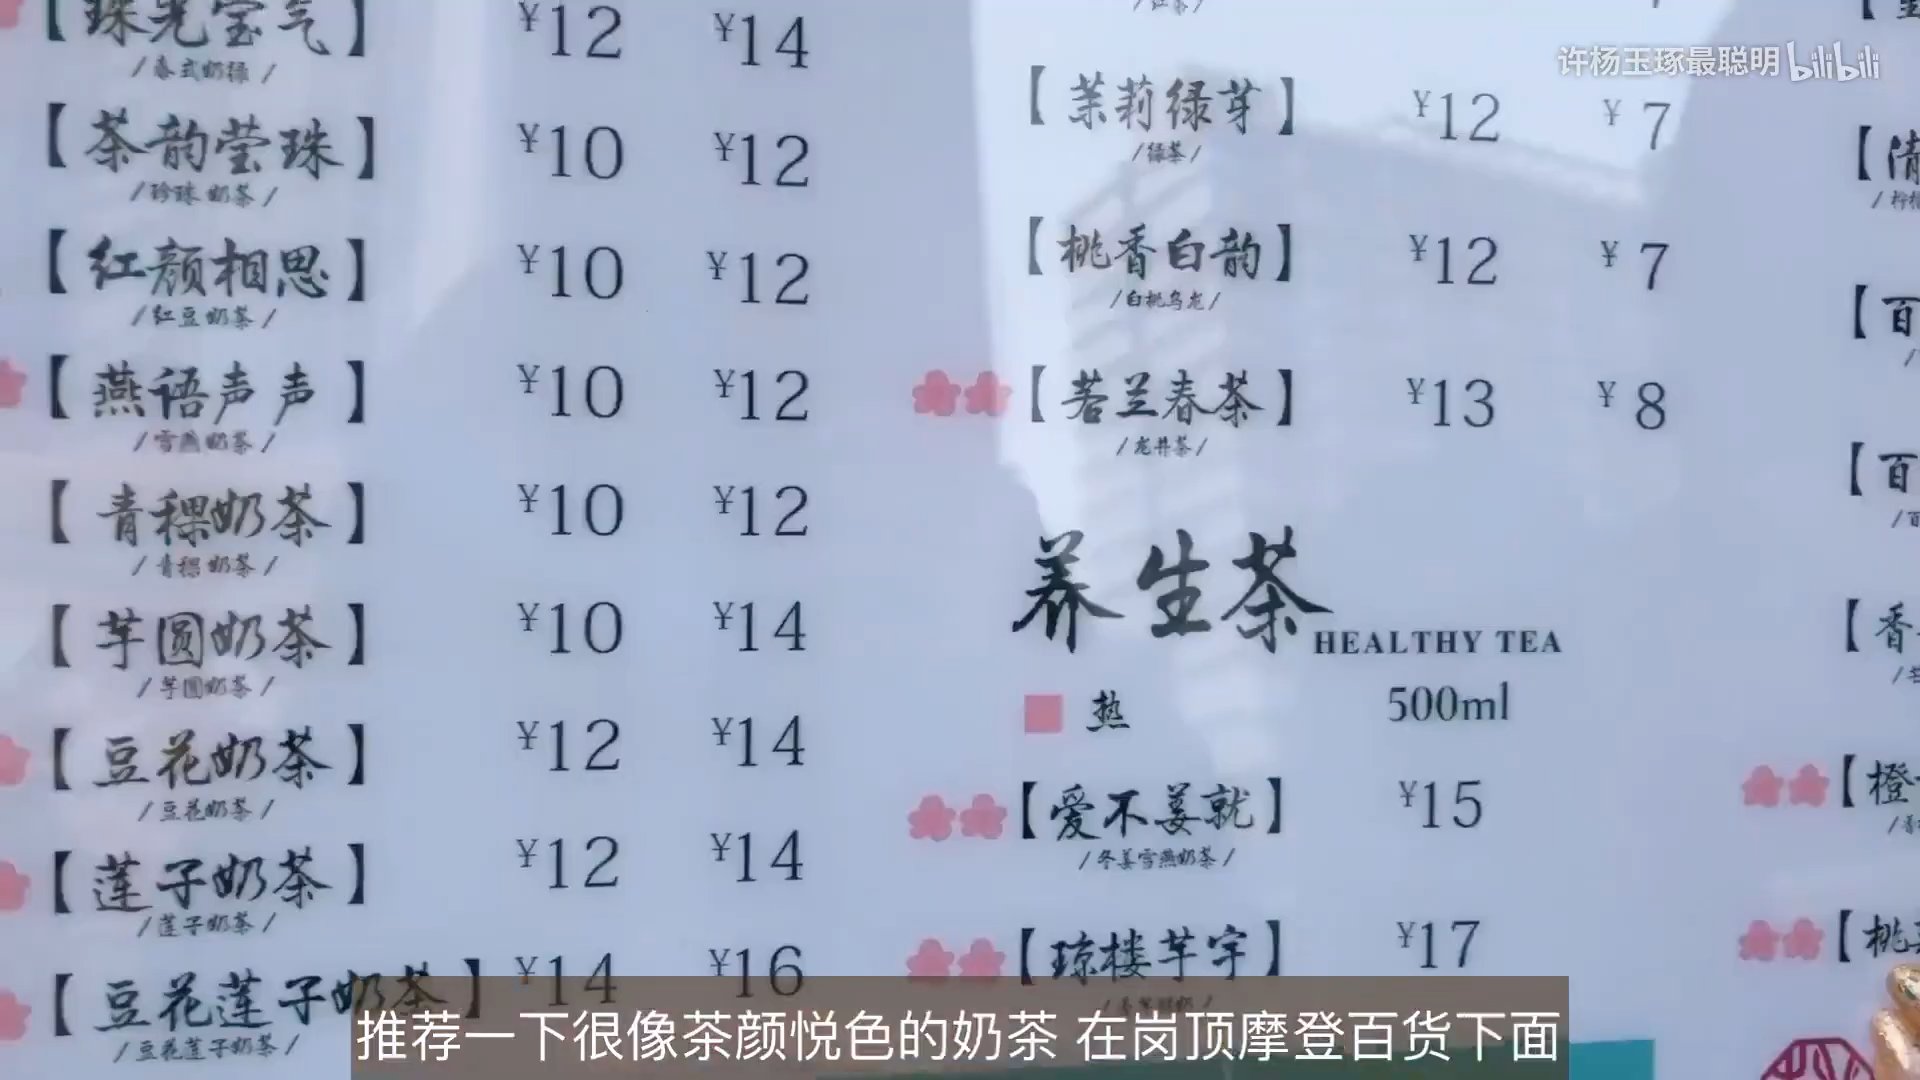 【珠光宝气】 ¥12 ¥14
/泰式奶绿/
【茶韵莹珠】 ¥10 ¥12
/珍珠奶茶/
【红颜相思】 ¥10 ¥12
/红豆奶茶/
【燕语声声】 ¥10 ¥12
/雪燕奶茶/
【青稞奶茶】 ¥10 ¥12
/青稞奶茶/
【芋圆奶茶】 ¥10 ¥14
/芋圆奶茶/
【豆花奶茶】 ¥12 ¥14
/豆花奶茶/
【莲子奶茶】 ¥12 ¥14
/莲子奶茶/
【豆花莲子奶茶】 ¥14 ¥16
/豆花莲子奶茶/
/红茶/
【茉莉绿芽】 ¥12 ¥7
/绿茶/
【桃香白韵】 ¥12 ¥7
/白桃乌龙/
【若兰春茶】 ¥13 ¥8
/龙井茶/
养生茶 HEALTHY TEA
热 500ml
【爱不姜就】 ¥15
/冬姜雪燕奶茶/
【琼楼芋宇】 ¥17
许杨玉琢最聪明 bilibili
【清
【百
【百
【香
【橙
【桃
推荐一下很像茶颜悦色的奶茶 在岗顶摩登百货下面